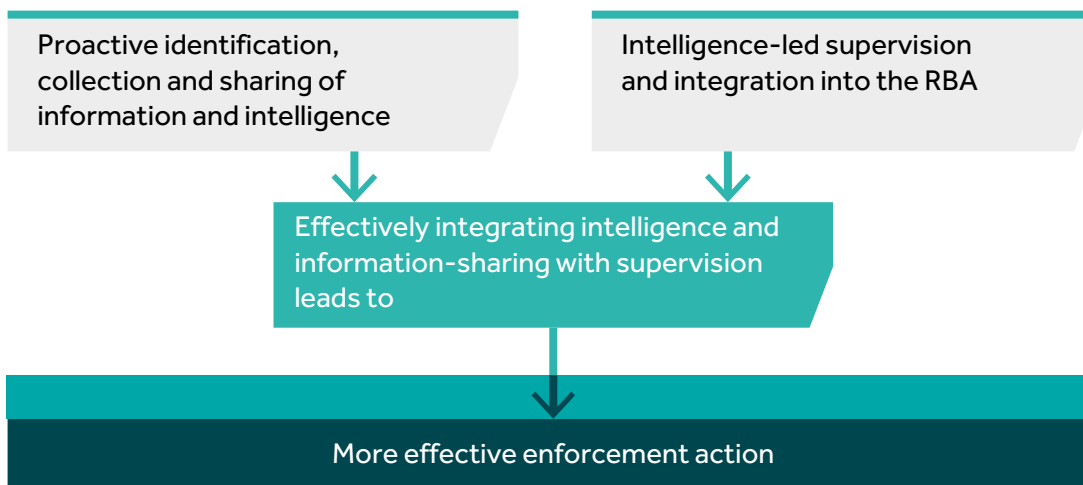 Proactive identification,
collection and sharing of
information and intelligence
Intelligence-led supervision
and integration into the RBA
Effectively integrating intelligence and
information-sharing with supervision
leads to
More effective enforcement action